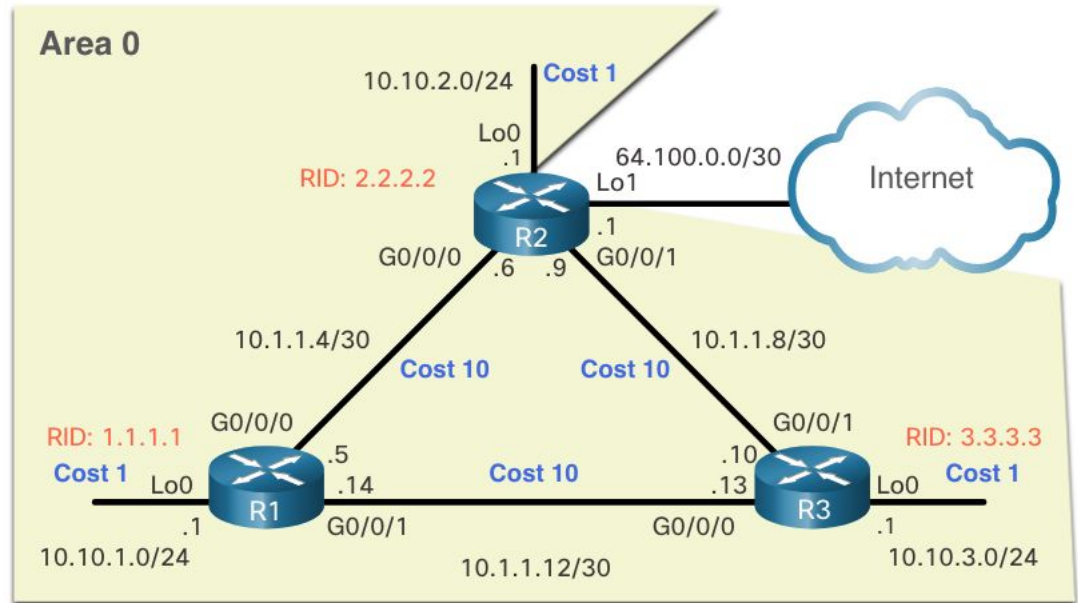 Area 0
10.10.2.0/24
Cost 1
Lo0
.1
64.100.0.0/30
Internet
RID: 2.2.2.2
Lo1
.1
R2
G0/0/0
.6
.9
G0/0/1
10.1.1.4/30
10.1.1.8/30
Cost 10
Cost 10
G0/0/0
G0/0/1
RID: 1.1.1.1
RID: 3.3.3.3
.5
.10
Cost 1
Cost 10
Cost 1
Lo0
.14
.13
Lo0
R1
R3
.1
G0/0/1
G0/0/0
.1
10.10.1.0/24
10.1.1.12/30
10.10.3.0/24